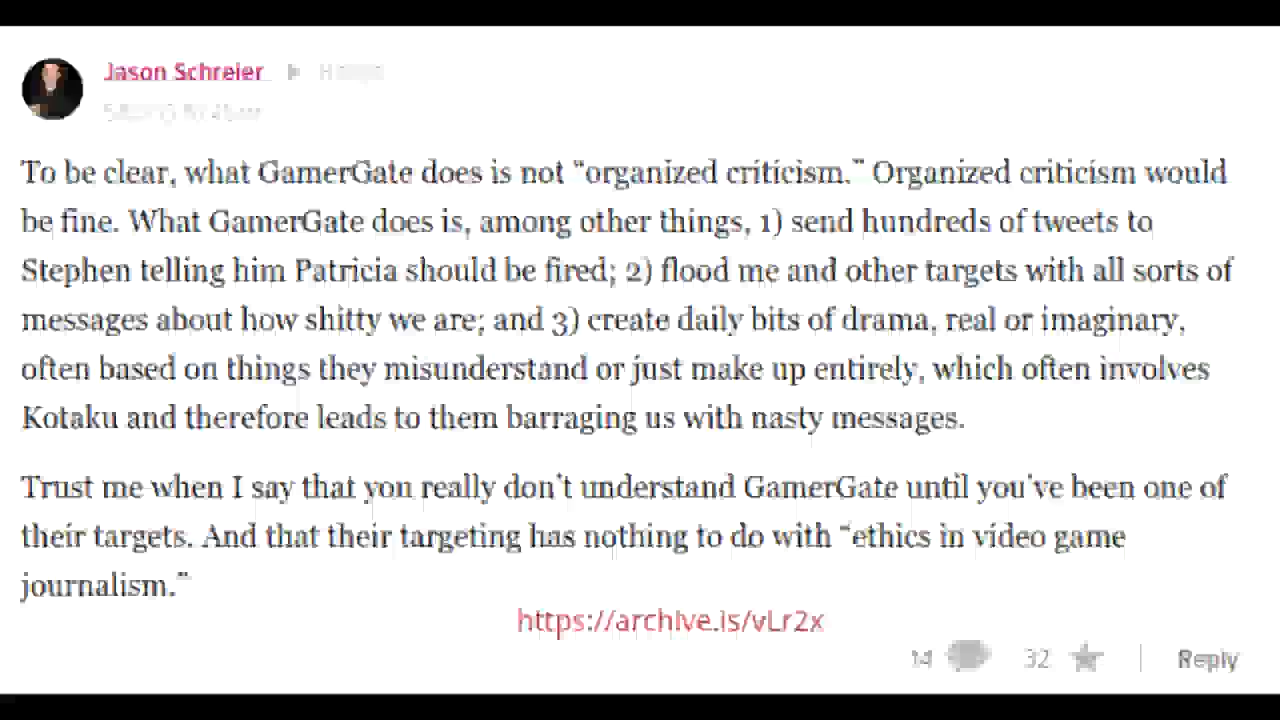 Jason Schreier
To be clear, what GamerGate does is not "organized criticism." Organized criticism would
be fine. What GamerGate does is, among other things, 1) send hundreds of tweets to
Stephen telling him Patricia should be fired; 2) flood me and other targets with all sorts of
messages about how shitty we are; and 3) create daily bits of drama, real or imaginary,
often based on things they misunderstand or just make up entirely, which often involves
Kotaku and therefore leads to them barraging us with nasty messages.
Trust me when I say that you really don't understand GamerGate until you've been one of
their targets. And that their targeting has nothing to do with "ethics in video game
journalism."
https://archive.is/vLr2x
14 32 Reply